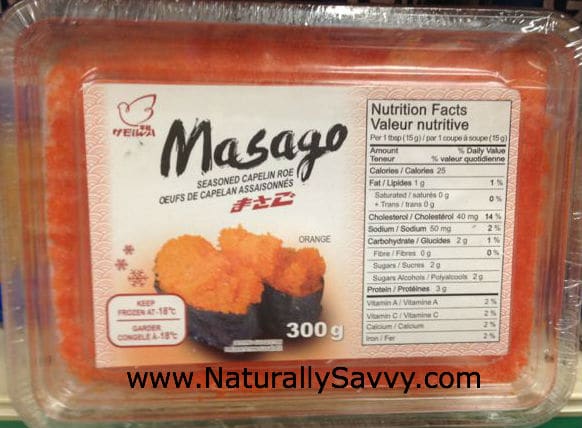 SEIWA
Masago
SEASONED CAPELIN ROE
OEUFS DE CAPELAN ASSAISONNÉS
まさご
ORANGE
KEEP
FROZEN AT -18°C
GARDER
CONGELE À -18°C
300 g
Nutrition Facts
Valeur nutritive
Per 1 tbsp (15 g) / par 1 coupe à soupe (15 g)
Amount % Daily Value
Teneur % valeur quotidienne
Calories / Calories 25
Fat / Lipides 1 g 1 %
Saturated / saturés 0 g
+ Trans / trans 0 g 0 %
Cholesterol / Cholestérol 40 mg 14 %
Sodium / Sodium 50 mg 2 %
Carbohydrate / Glucides 2 g 1 %
Fibre / Fibres 0 g 0 %
Sugars / Sucres 2 g
Sugars Alcohols / Polyalcools 2 g
Protein / Protéines 3 g
Vitamin A / Vitamine A 2 %
Vitamin C / Vitamine C 2 %
Calcium / Calcium 2 %
Iron / Fer 2 %
www.NaturallySavvy.com